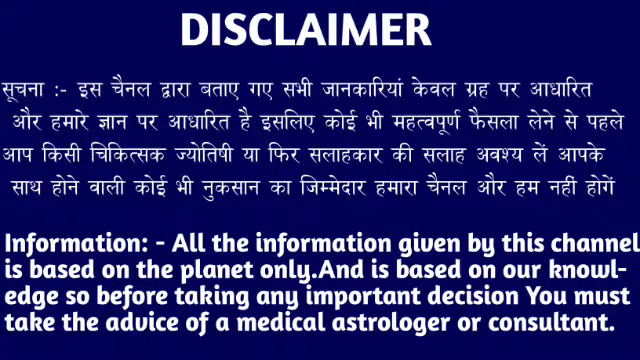 DISCLAIMER
सूचना :- इस चैनल द्वारा बताए गए सभी जानकारियां केवल ग्रह पर आधारित
और हमारे ज्ञान पर आधारित है इसलिए कोई भी महत्वपूर्ण फैसला लेने से पहले
आप किसी चिकित्सक ज्योतिषी या फिर सलाहकार की सलाह अवश्य लें आपके
साथ होने वाली कोई भी नुकसान का जिम्मेदार हमारा चैनल और हम नहीं होगें
Information: - All the information given by this channel
is based on the planet only.And is based on our knowl-
edge so before taking any important decision You must
take the advice of a medical astrologer or consultant.